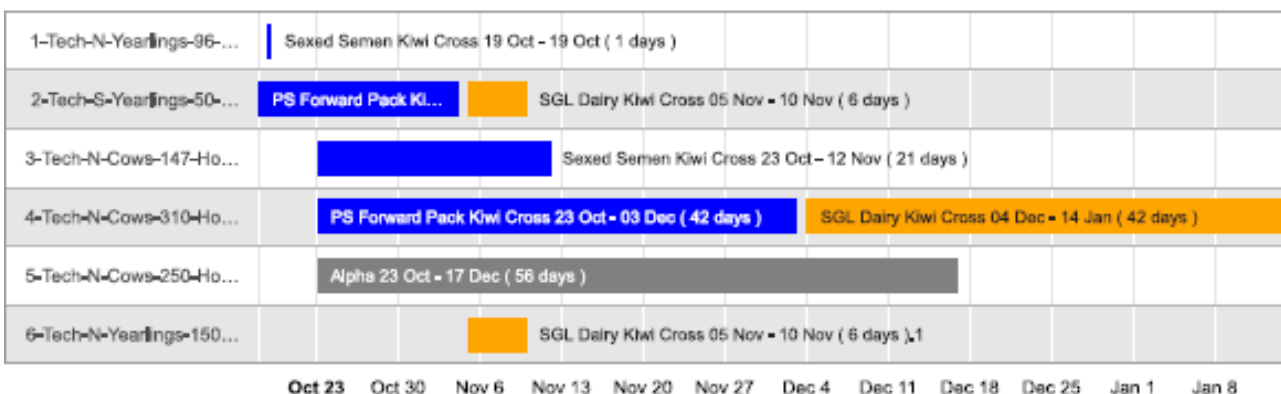 1-Tech-N-Yearlings-96-...
Sexed Semen Kiwi Cross 19 Oct - 19 Oct ( 1 days )
2-Tech-S-Yearlings-50-...
PS Forward Pack Ki...
SGL Dairy Kiwi Cross 05 Nov - 10 Nov ( 6 days )
3-Tech-N-Cows-147-Ho...
Sexed Semen Kiwi Cross 23 Oct - 12 Nov ( 21 days )
4-Tech-N-Cows-310-Ho...
PS Forward Pack Kiwi Cross 23 Oct - 03 Dec ( 42 days )
SGL Dairy Kiwi Cross 04 Dec - 14 Jan ( 42 days )
5-Tech-N-Cows-250-Ho...
Alpha 23 Oct - 17 Dec ( 56 days )
6-Tech-N-Yearlings-150...
SGL Dairy Kiwi Cross 05 Nov - 10 Nov ( 6 days ).1
Oct 23 Oct 30 Nov 6 Nov 13 Nov 20 Nov 27 Dec 4 Dec 11 Dec 18 Dec 25 Jan 1 Jan 8